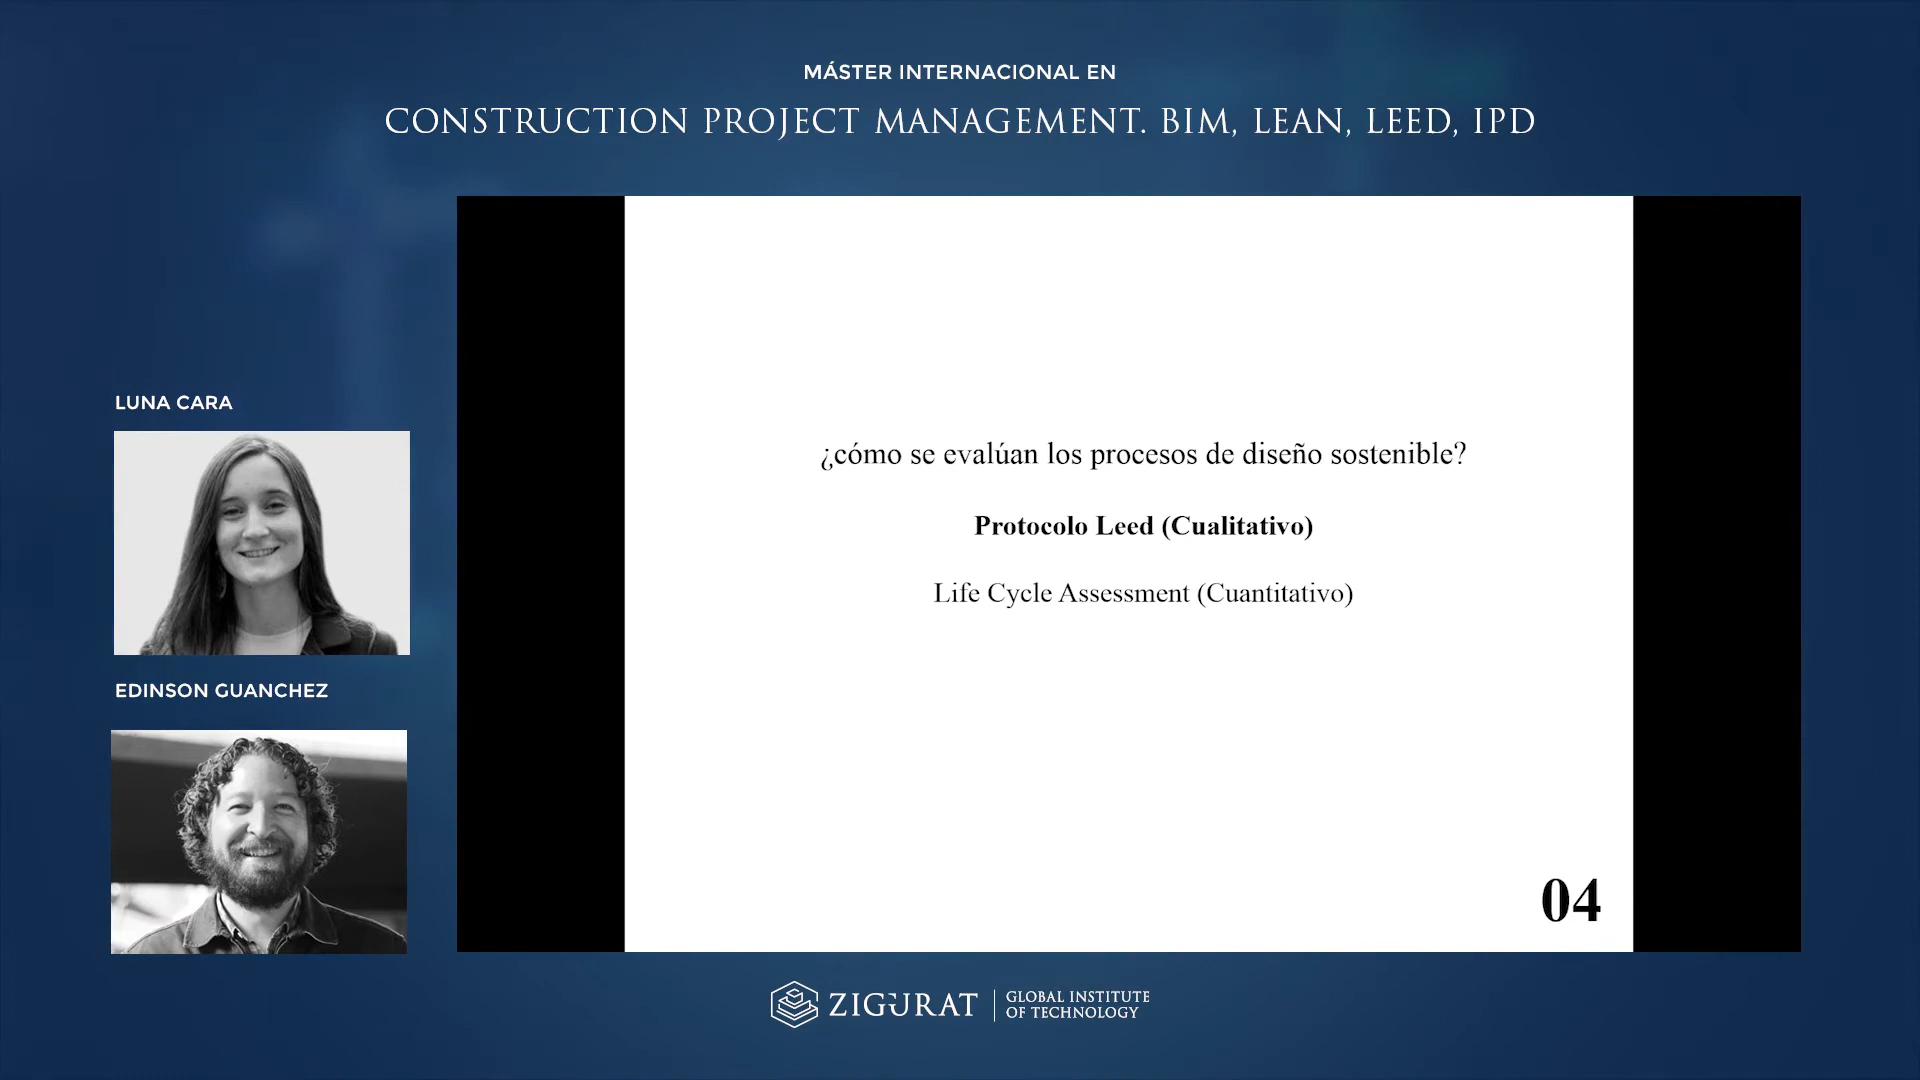 MÁSTER INTERNACIONAL EN
CONSTRUCTION PROJECT MANAGEMENT. BIM, LEAN, LEED, IPD
LUNA CARA
EDINSON GUANCHEZ
¿cómo se evalúan los procesos de diseño sostenible?
Protocolo Leed (Cualitativo)
Life Cycle Assessment (Cuantitativo)
04
ZIGURAT
GLOBAL INSTITUTE
OF TECHNOLOGY